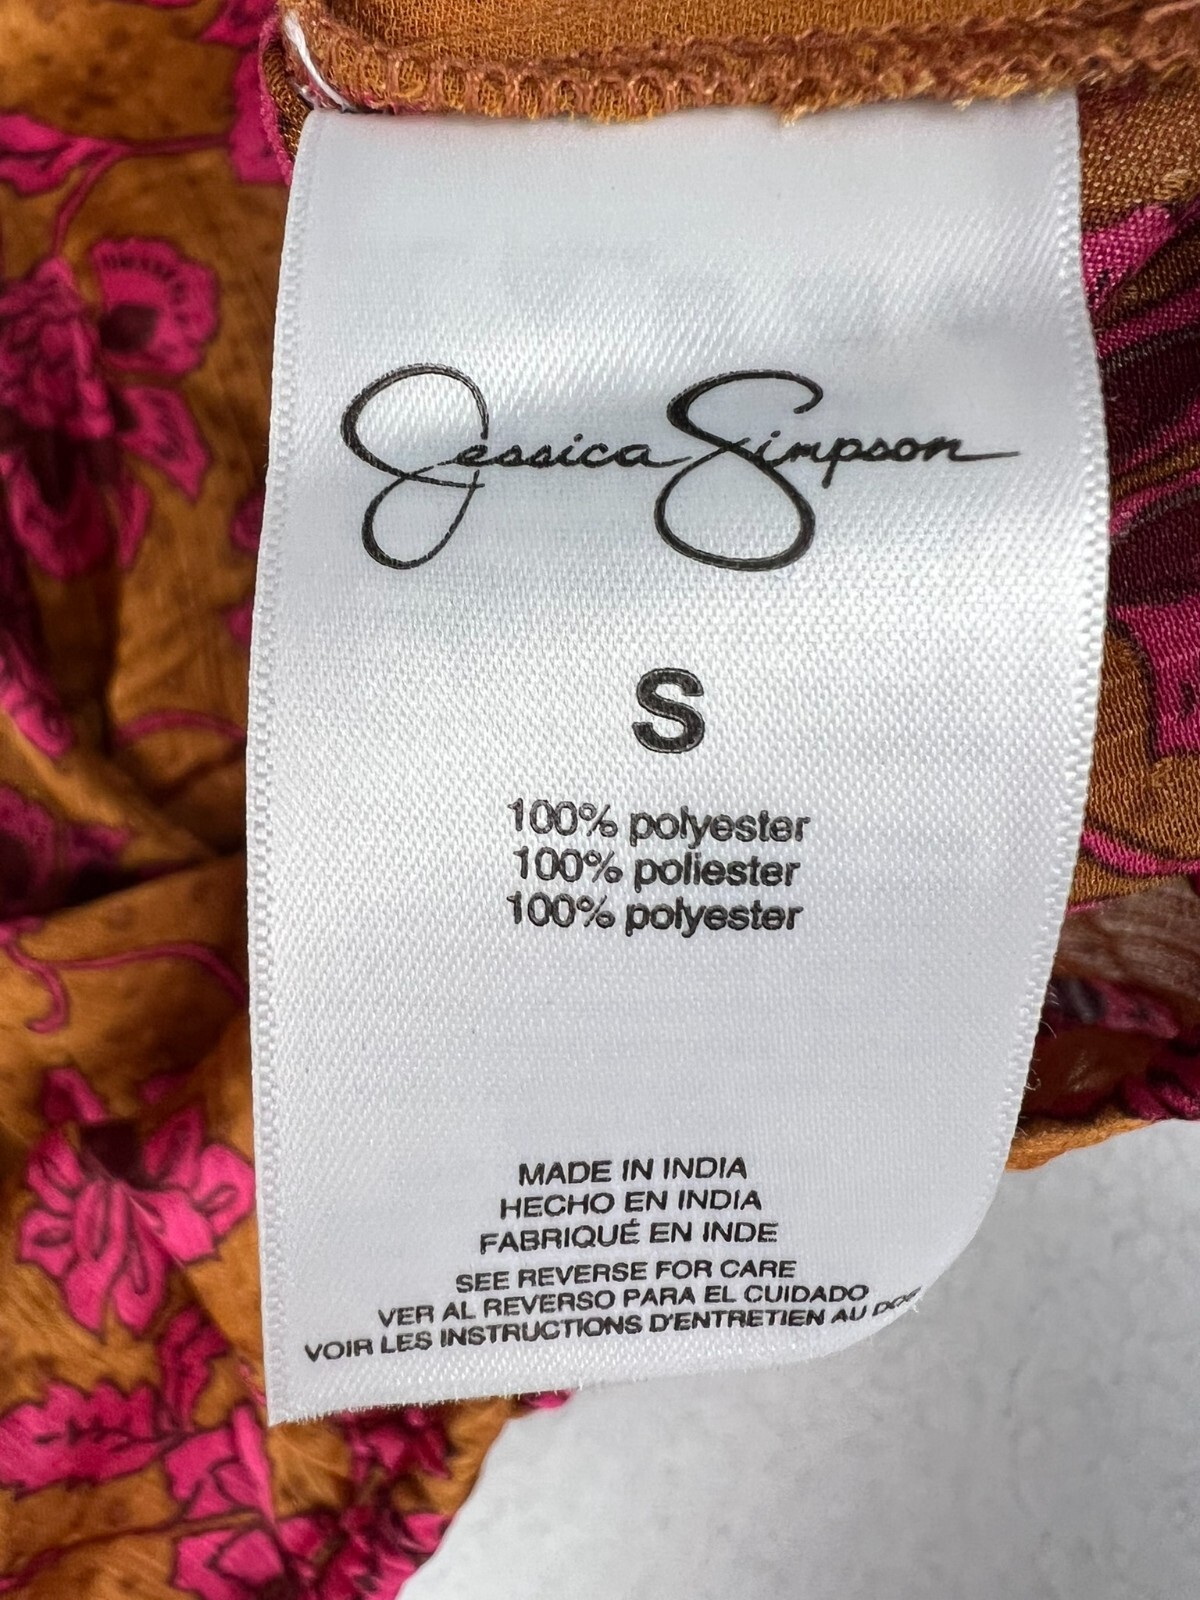 Jessica Simpson
S
100% polyester
100% poliester
100% polyester
MADE IN INDIA
HECHO EN INDIA
FABRIQUÉ EN INDE
SEE REVERSE FOR CARE
VER AL REVERSO PARA EL CUIDADO
VOIR LES INSTRUCTIONS D'ENTRETIEN AU